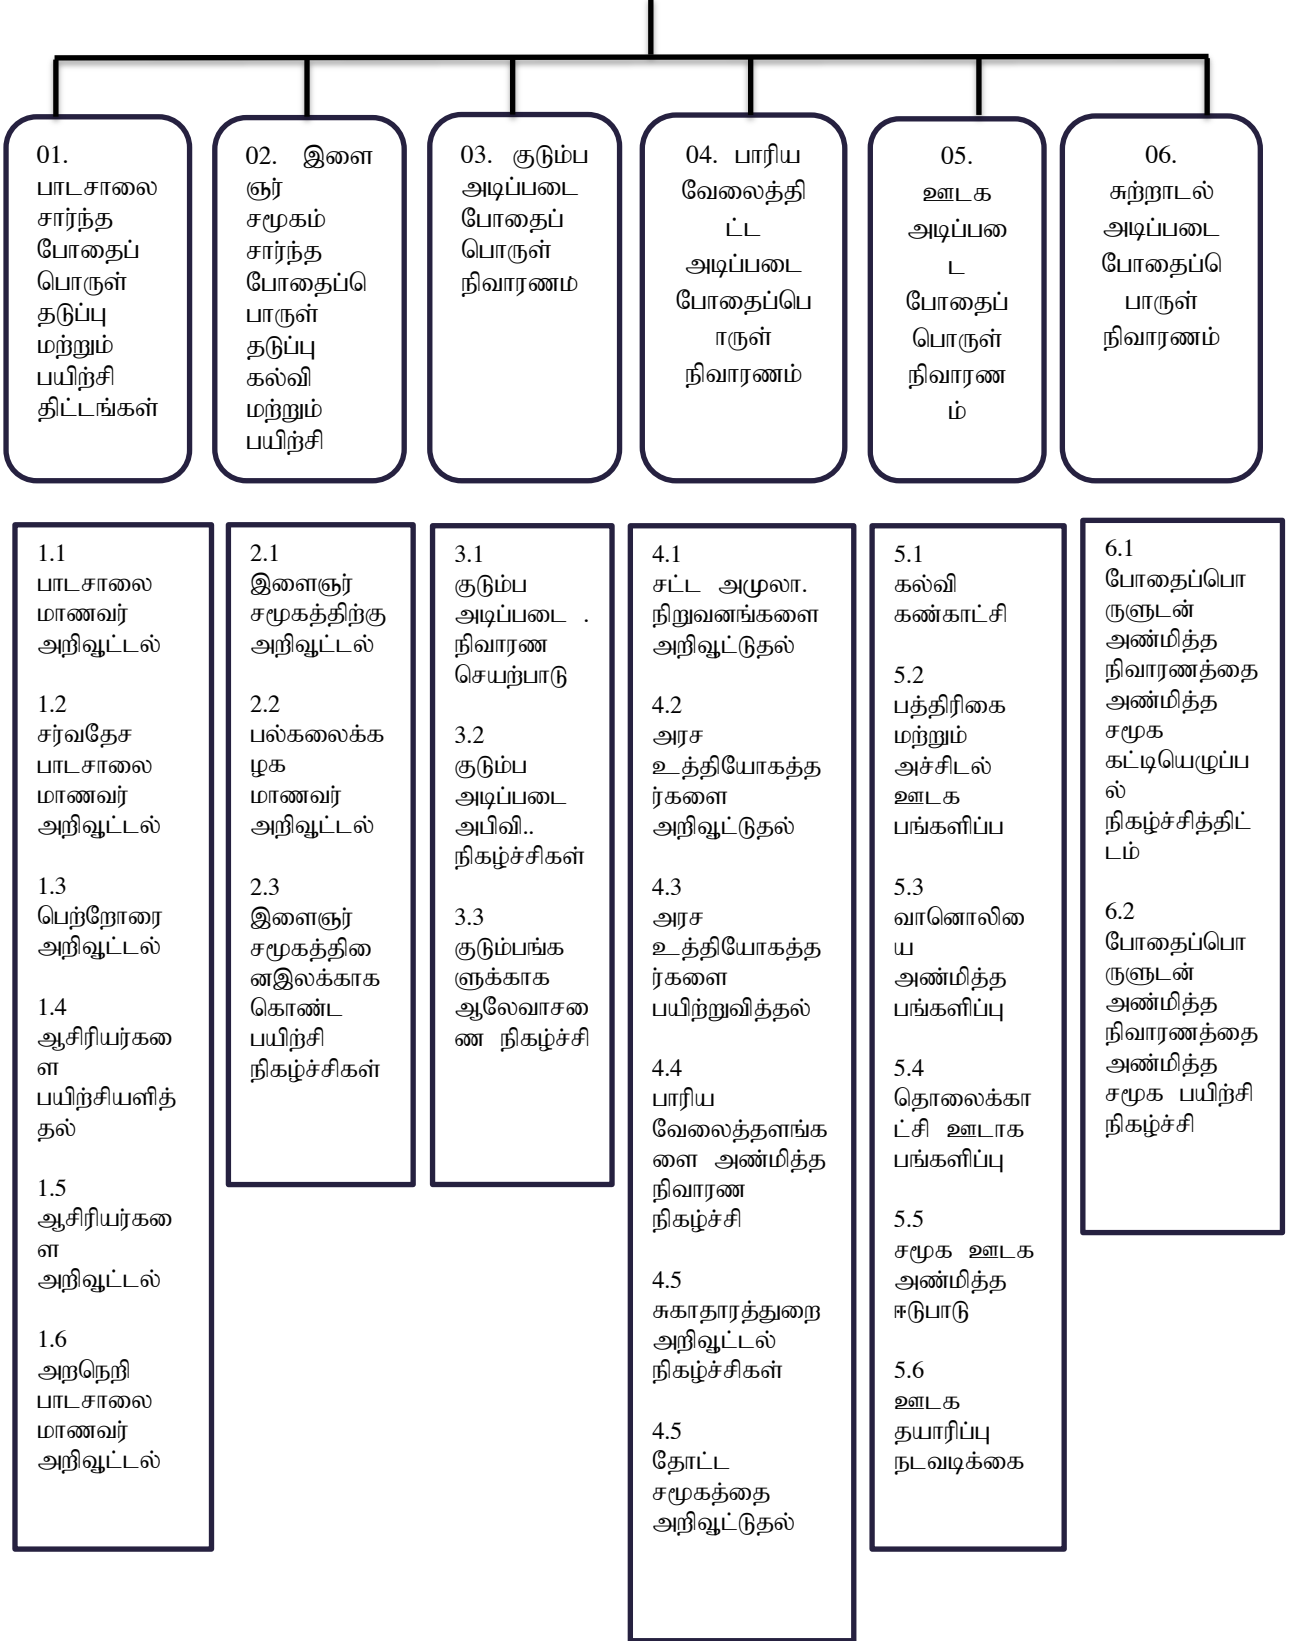 01.
பாடசாலை
சார்ந்த
போதைப்
பொருள்
தடுப்பு
மற்றும்
பயிற்சி
திட்டங்கள்
02. இளை
ஞர்
சமூகம்
சார்ந்த
போதைப்பெ
பாருள்
தடுப்பு
கல்வி
மற்றும்
பயிற்சி
03. குடும்ப
அடிப்படை
போதைப்
பொருள்
நிவாரணம்
04. பாரிய
வேலைத்தி
ட்ட
அடிப்படை
போதைப்பெ
ாருள்
நிவாரணம்
05.
ஊடக
அடிப்படை
ட
போதைப்
பொருள்
நிவாரண
ம்
06.
சுற்றாடல்
அடிப்படை
போதைப்பெ
பாருள்
நிவாரணம்
1.1
பாடசாலை
மாணவர்
அறிவூட்டல்
1.2
சர்வதேச
பாடசாலை
மாணவர்
அறிவூட்டல்
1.3
பெற்றோரை
அறிவூட்டல்
1.4
ஆசிரியர்களை
ள
பயிற்சியளித்
தல்
1.5
ஆசிரியர்களை
ள
அறிவூட்டல்
1.6
அறநெறி
பாடசாலை
மாணவர்
அறிவூட்டல்
2.1
இளைஞர்
சமூகத்திற்கு
அறிவூட்டல்
2.2
பல்கலைக்க
ழக
மாணவர்
அறிவூட்டல்
2.3
இளைஞர்
சமூகத்தினை
னஇலக்காக
கொண்ட
பயிற்சி
நிகழ்ச்சிகள்
3.1
குடும்ப
அடிப்படை .
நிவாரண
செயற்பாடு
3.2
குடும்ப
அடிப்படை
அபிவி..
நிகழ்ச்சிகள்
3.3
குடும்பங்க
ளுக்காக
ஆலேவாசனை
ண நிகழ்ச்சி
4.1
சட்ட அமுலா.
நிறுவனங்களை
அறிவூட்டுதல்
4.2
அரச
உத்தியோகத்த
ர்களை
அறிவூட்டுதல்
4.3
அரச
உத்தியோகத்த
ர்களை
பயிற்றுவித்தல்
4.4
பாரிய
வேலைத்தளங்க
ளை அண்மித்த
நிவாரண
நிகழ்ச்சி
4.5
சுகாதாரத்துறை
அறிவூட்டல்
நிகழ்ச்சிகள்
4.5
தோட்ட
சமூகத்தை
அறிவூட்டுதல்
5.1
கல்வி
கண்காட்சி
5.2
பத்திரிகை
மற்றும்
அச்சிடல்
ஊடக
பங்களிப்ப
5.3
வானொலியை
ய
அண்மித்த
பங்களிப்பு
5.4
தொலைக்கா
ட்சி ஊடாக
பங்களிப்பு
5.5
சமூக ஊடக
அண்மித்த
ஈடுபாடு
5.6
ஊடக
தயாரிப்பு
நடவடிக்கை
6.1
போதைப்பொ
ருளுடன்
அண்மித்த
நிவாரணத்தை
அண்மித்த
சமூக
கட்டியெழுப்ப
ல்
நிகழ்ச்சித்திட்
டம்
6.2
போதைப்பொ
ருளுடன்
அண்மித்த
நிவாரணத்தை
அண்மித்த
சமூக பயிற்சி
நிகழ்ச்சி